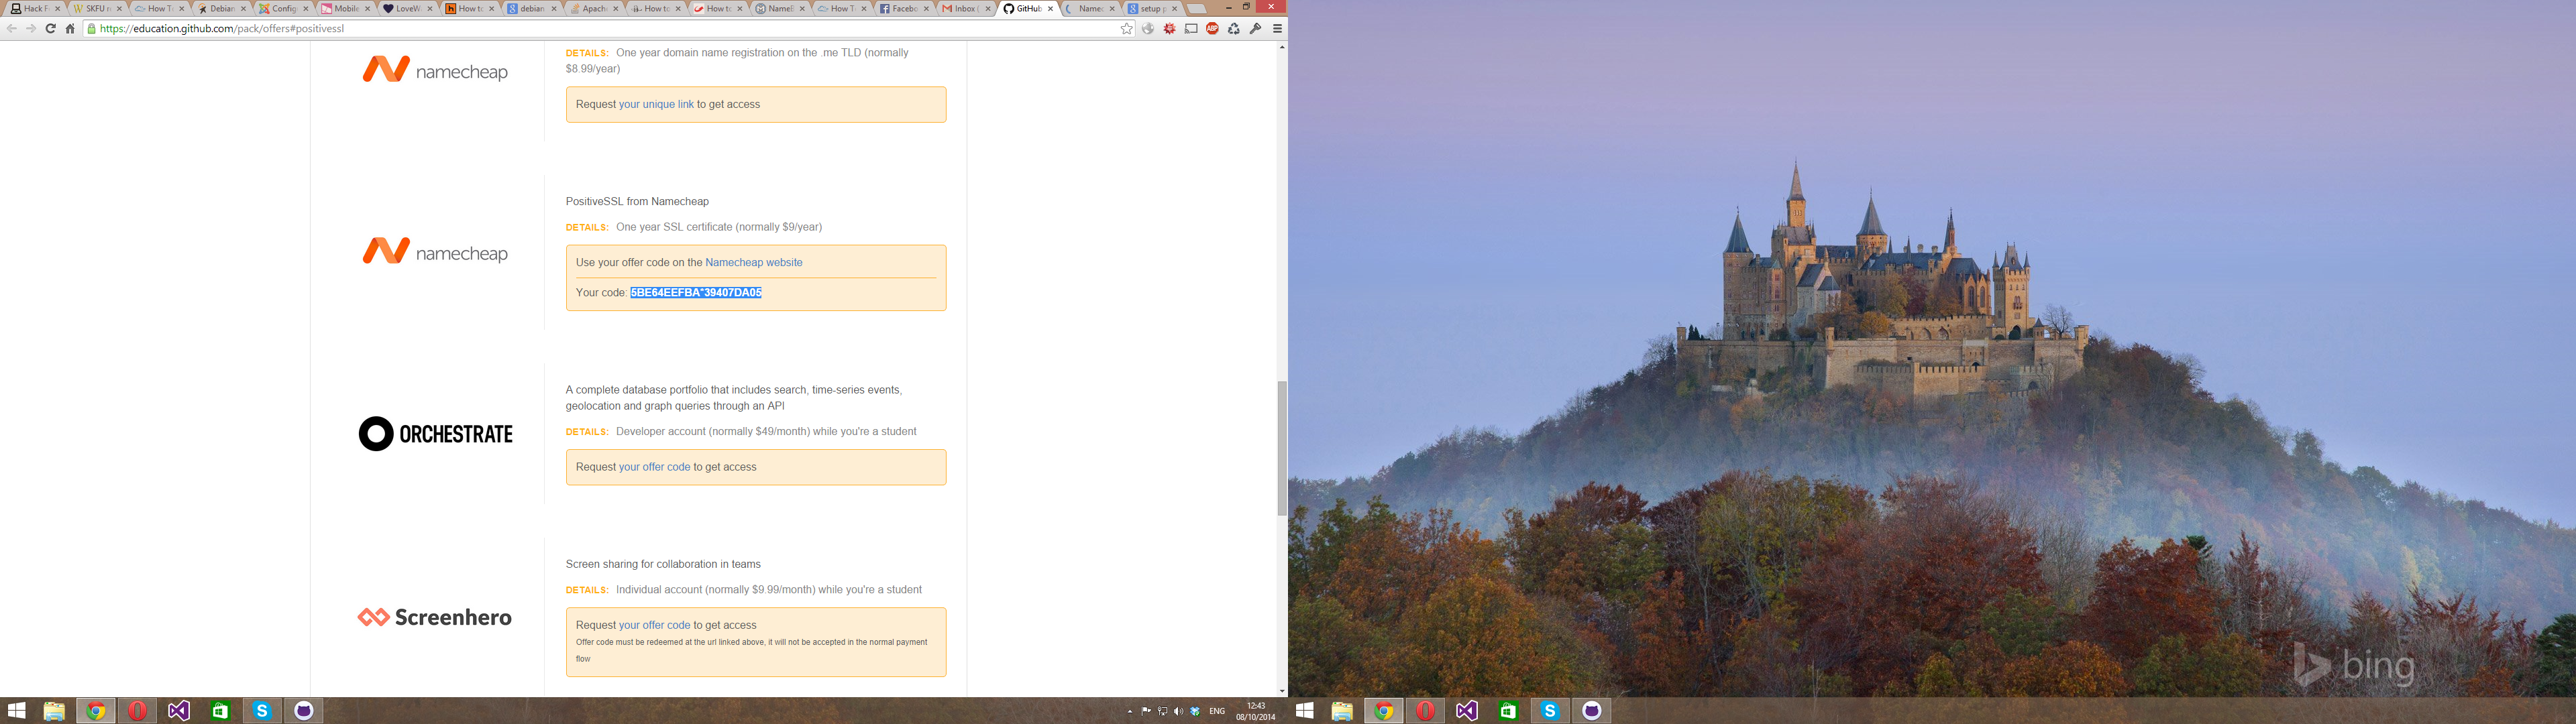 Hack F
SKFU r
How T
Debian
Config
Mobile
LoveW
How to
debian
Apach
How to
How to
NameB
How T
Facebo
Inbox (
GitHub
Namec
setup p
https://education.github.com/pack/offers#positivessl
ABP
namecheap
DETAILS: One year domain name registration on the .me TLD (normally
$8.99/year)
Request your unique link to get access
PositiveSSL from Namecheap
namecheap
DETAILS: One year SSL certificate (normally $9/year)
Use your offer code on the Namecheap website
Your code: 5BE64EEFBA*39407DA05
A complete database portfolio that includes search, time-series events,
geolocation and graph queries through an API
ORCHESTRATE
DETAILS: Developer account (normally $49/month) while you're a student
Request your offer code to get access
Screen sharing for collaboration in teams
DETAILS: Individual account (normally $9.99/month) while you're a student
Screenhero
Request your offer code to get access
Offer code must be redeemed at the url linked above, it will not be accepted in the normal payment
flow
bing
ENG
12:43
08/10/2014